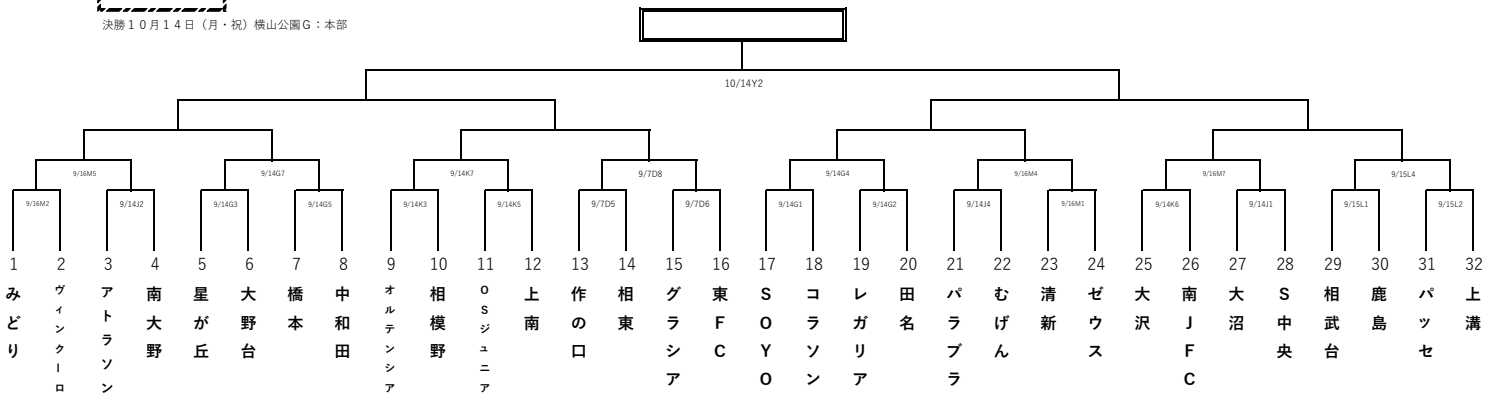 決勝１０月１４日（月・祝）横山公園Ｇ：本部
10/14Y2
9/16M5 9/14G7 9/14K7 9/7D8 9/14G4 9/16M4 9/16M7 9/15L4
9/16M2 9/14J2 9/14G3 9/14G5 9/14K3 9/14K5 9/7D5 9/7D6 9/14G1 9/14G2 9/14J4 9/16M1 9/14K6 9/14J1 9/15L1 9/15L2
1 2 3 4 5 6 7 8 9 10 11 12 13 14 15 16 17 18 19 20 21 22 23 24 25 26 27 28 29 30 31 32
みどり
ヴィンクーロ
アトラソン
南大野
星が丘
大野台
橋本
中和田
オルテンシア
相模野
ＯＳジュニア
上南
作の口
相東
グラシア
東ＦＣ
ＳＯＹＯ
コラソン
レガリア
田名
パラブラ
むげん
清新
ゼウス
大沢
南ＪＦＣ
大沼
Ｓ中央
相武台
鹿島
パッセ
上溝